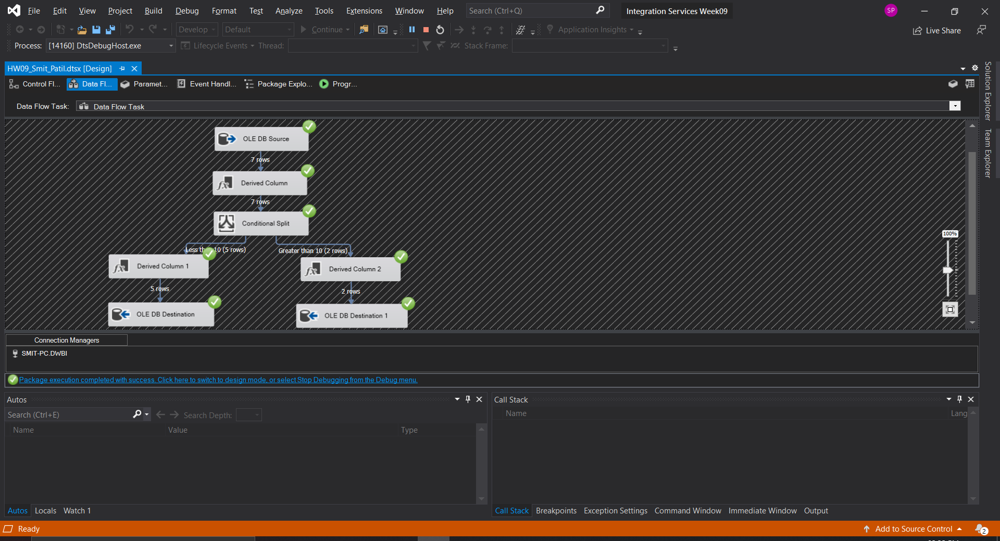 File Edit View Project Build Debug Format Test Analyze Tools Extensions Window Help Search (Ctrl+Q) Integration Services Week09 SP
Develop Default Continue Application Insights Live Share
Process: [14160] DtsDebugHost.exe Lifecycle Events Thread: Stack Frame:
HW09_Smit_Patil.dtsx [Design]
Control Fl... Data Fl... Paramet... Event Handl... Package Explo... Progr...
Data Flow Task: Data Flow Task
Solution Explorer
Team Explorer
OLE DB Source
7 rows
Derived Column
7 rows
Conditional Split
100%
Less th 10 (5 rows) Greater than 10 (2 rows)
Derived Column 1 Derived Column 2
5 rows 2 rows
OLE DB Destination OLE DB Destination 1
Connection Managers
SMIT-PC.DWBI
Package execution completed with success. Click here to switch to design mode, or select Stop Debugging from the Debug menu.
Autos
Search (Ctrl+E) Search Depth:
Name Value Type
Autos Locals Watch 1
Call Stack
Name Lang
Call Stack Breakpoints Exception Settings Command Window Immediate Window Output
Ready Add to Source Control 2